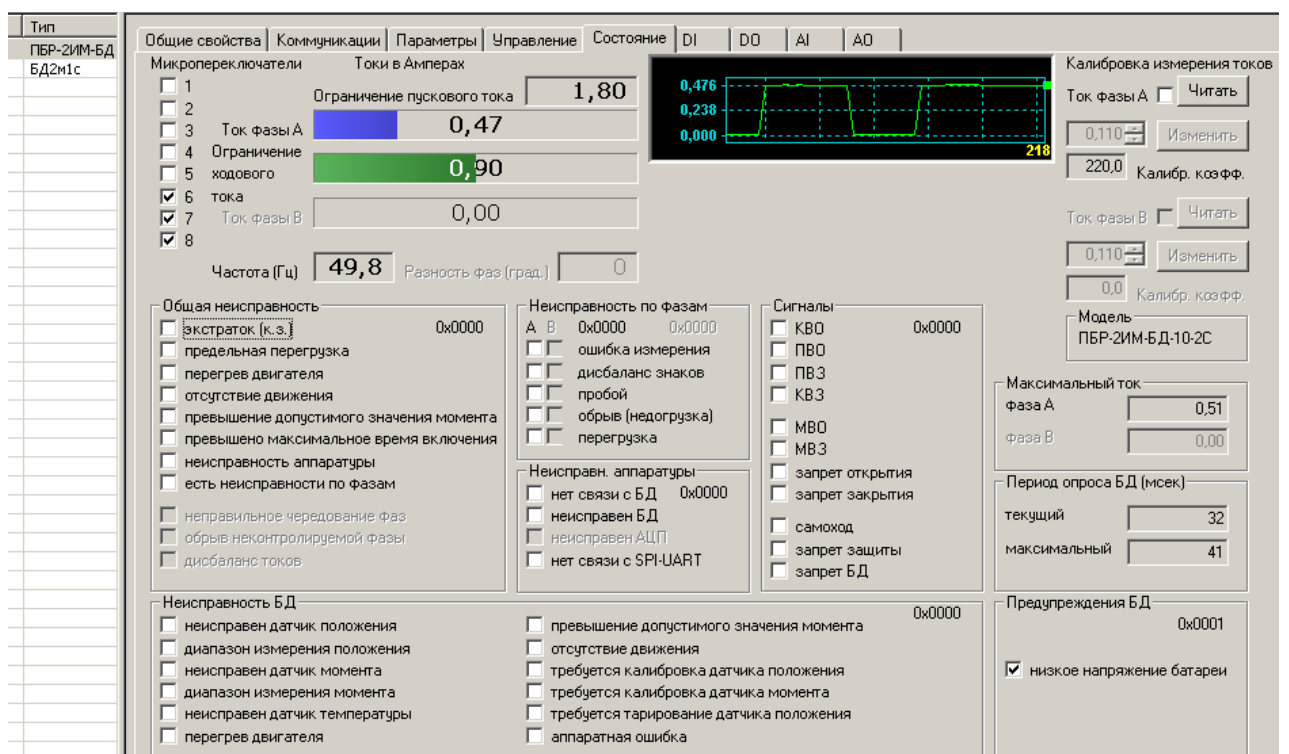 Тип
ПБР-2ИМ-БД
БД2м1с
Общие свойства Коммуникации Параметры Управление Состояние DI DO AI AO
Микропереключатели
1
2
3
4
5
6
7
8
Токи в Амперах
Ограничение пускового тока 1,80
Ток фазы А 0,47
Ограничение
ходового 0,90
тока
Ток фазы В 0,00
Частота (Гц) 49,8 Разность фаз (град.) 0
0,476
0,238
0,000
218
Калибровка измерения токов
Ток фазы А Читать
0,110 Изменить
220,0 Калибр. коэфф.
Ток фазы В Читать
0,110 Изменить
0,0 Калибр. коэфф.
Модель
ПБР-2ИМ-БД-10-2С
Общая неисправность
экстраток (к.з.) 0x0000
предельная перегрузка
перегрев двигателя
отсутствие движения
превышение допустимого значения момента
превышено максимальное время включения
неисправность аппаратуры
есть неисправности по фазам
неправильное чередование фаз
обрыв неконтролируемой фазы
дисбаланс токов
Неисправность по фазам
А В 0x0000 0x0000
ошибка измерения
дисбаланс знаков
пробой
обрыв (недогрузка)
перегрузка
Неисправн. аппаратуры
нет связи с БД 0x0000
неисправен БД
неисправен АЦП
нет связи с SPI-UART
Сигналы
КВО 0x0000
ПВО
ПВЗ
КВЗ
МВО
МВЗ
запрет открытия
запрет закрытия
самоход
запрет защиты
запрет БД
Максимальный ток
фаза А 0,51
фаза В 0,00
Период опроса БД (мсек)
текущий 32
максимальный 41
Неисправность БД
0x0000
неисправен датчик положения
диапазон измерения положения
неисправен датчик момента
диапазон измерения момента
неисправен датчик температуры
перегрев двигателя
превышение допустимого значения момента
отсутствие движения
требуется калибровка датчика положения
требуется калибровка датчика момента
требуется тарирование датчика положения
аппаратная ошибка
Предупреждения БД
0x0001
низкое напряжение батареи